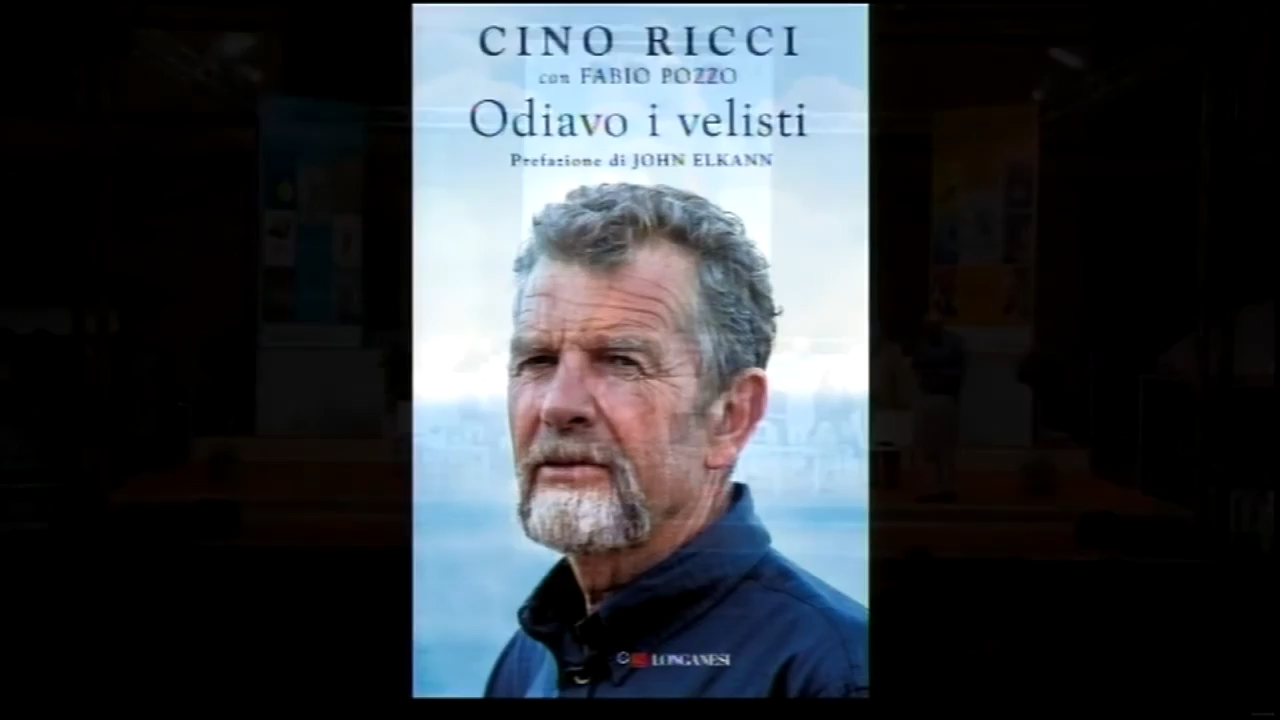 CINO RICCI
con FABIO POZZO
Odiavo i velisti
Prefazione di JOHN ELKANN
LONGANESI